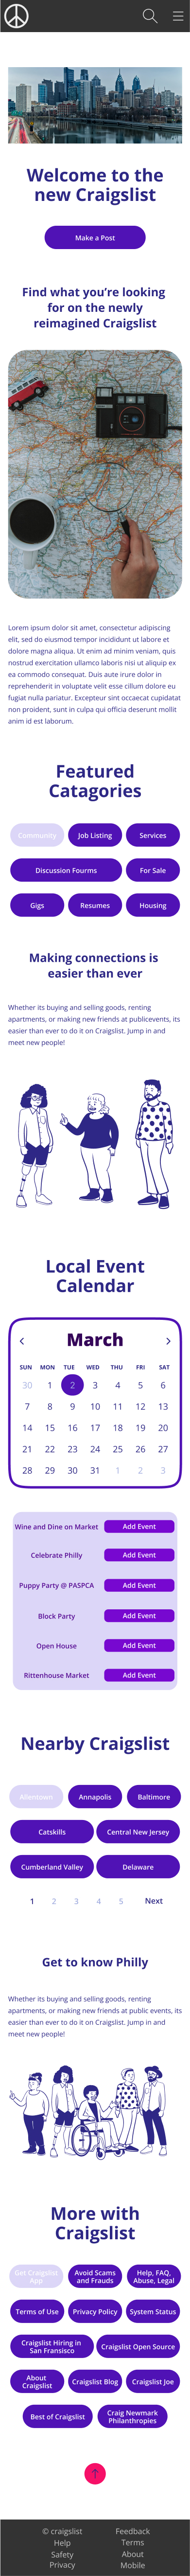 Welcome to the
new Craigslist
Make a Post
Find what you're looking
for on the newly
reimagined Craigslist
Lorem ipsum dolor sit amet, consectetur adipiscing
elit, sed do eiusmod tempor incididunt ut labore et
dolore magna aliqua. Ut enim ad minim veniam, quis
nostrud exercitation ullamco laboris nisi ut aliquip ex
ea commodo consequat. Duis aute irure dolor in
reprehenderit in voluptate velit esse cillum dolore eu
fugiat nulla pariatur. Excepteur sint occaecat cupidatat
non proident, sunt in culpa qui officia deserunt mollit
anim id est laborum.
Featured
Catagories
Community Job Listing Services
Discussion Fourms For Sale
Gigs Resumes Housing
Making connections is
easier than ever
Whether its buying and selling goods, renting
apartments, or making new friends at publicevents, its
easier than ever to do it on Craigslist. Jump in and
meet new people!
Local Event
Calendar
March
SUN MON TUE WED THU FRI SAT
30 1 2 3 4 5 6
7 8 9 10 11 12 13
14 15 16 17 18 19 20
21 22 23 24 25 26 27
28 29 30 31 1 2 3
Wine and Dine on Market Add Event
Celebrate Philly Add Event
Puppy Party @ PASPCA Add Event
Block Party Add Event
Open House Add Event
Rittenhouse Market Add Event
Nearby Craigslist
Allentown Annapolis Baltimore
Catskills Central New Jersey
Cumberland Valley Delaware
1 2 3 4 5 Next
Get to know Philly
Whether its buying and selling goods, renting
apartments, or making new friends at public events, its
easier than ever to do it on Craigslist. Jump in and
meet new people!
More with
Craigslist
Get Craigslist
App
Avoid Scams
and Frauds
Help, FAQ,
Abuse, Legal
Terms of Use Privacy Policy System Status
Craigslist Hiring in
San Fransisco
Craigslist Open Source
About
Craigslist
Craigslist Blog Craigslist Joe
Best of Craigslist
Craig Newmark
Philanthropies
© craigslist Feedback
Help Terms
Safety About
Privacy Mobile